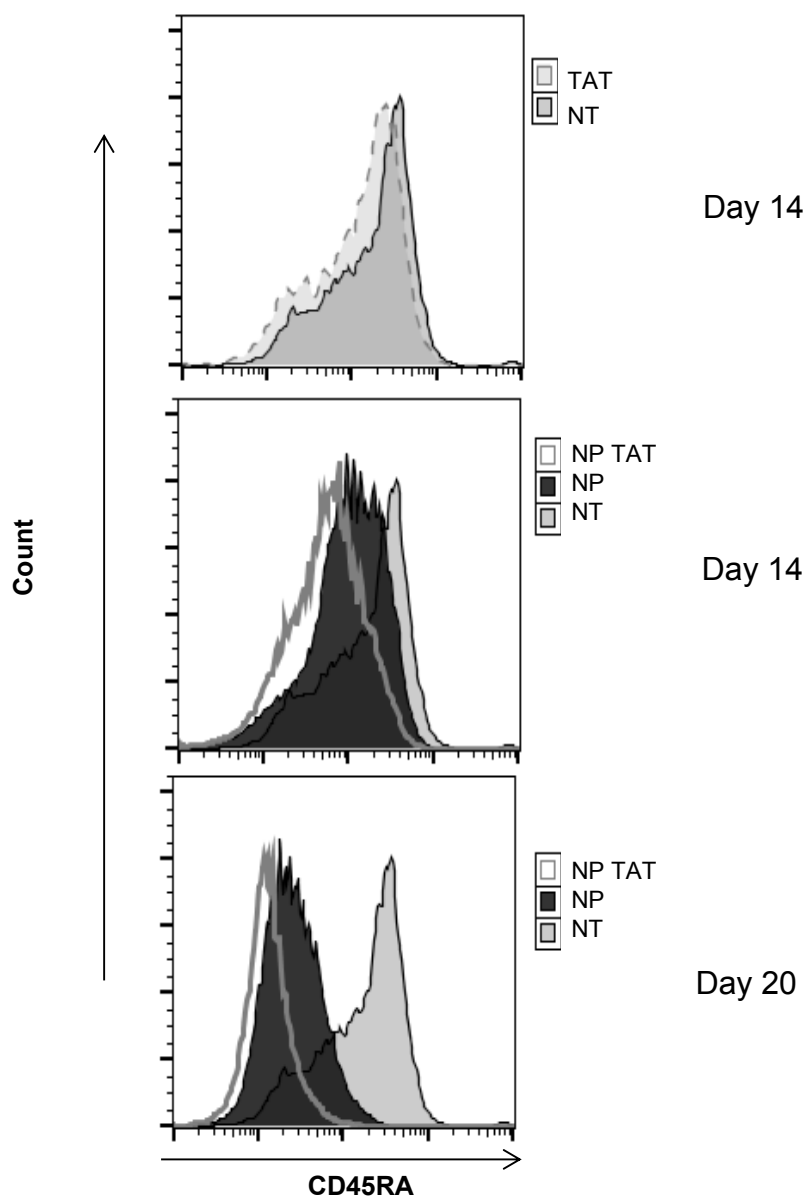 TAT
NT
Day 14
NP TAT
NP
NT
Day 14
Count
NP TAT
NP
NT
Day 20
CD45RA